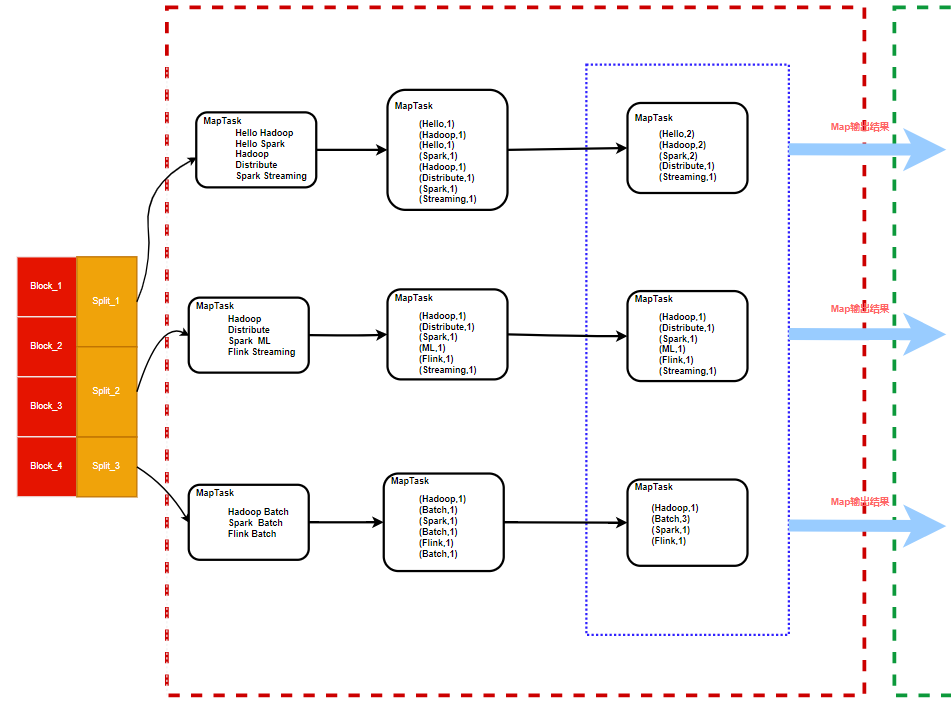 Block_1
Block_2
Block_3
Block_4
Split_1
Split_2
Split_3
MapTask
Hello Hadoop
Hello Spark
Hadoop
Distribute
Spark Streaming
MapTask
(Hello,1)
(Hadoop,1)
(Hello,1)
(Spark,1)
(Hadoop,1)
(Distribute,1)
(Spark,1)
(Streaming,1)
MapTask
(Hello,2)
(Hadoop,2)
(Spark,2)
(Distribute,1)
(Streaming,1)
Map输出结果
MapTask
Hadoop
Distribute
Spark ML
Flink Streaming
MapTask
(Hadoop,1)
(Distribute,1)
(Spark,1)
(ML,1)
(Flink,1)
(Streaming,1)
MapTask
(Hadoop,1)
(Distribute,1)
(Spark,1)
(ML,1)
(Flink,1)
(Streaming,1)
Map输出结果
MapTask
Hadoop Batch
Spark Batch
Flink Batch
MapTask
(Hadoop,1)
(Batch,1)
(Spark,1)
(Batch,1)
(Flink,1)
(Batch,1)
MapTask
(Hadoop,1)
(Batch,3)
(Spark,1)
(Flink,1)
Map输出结果